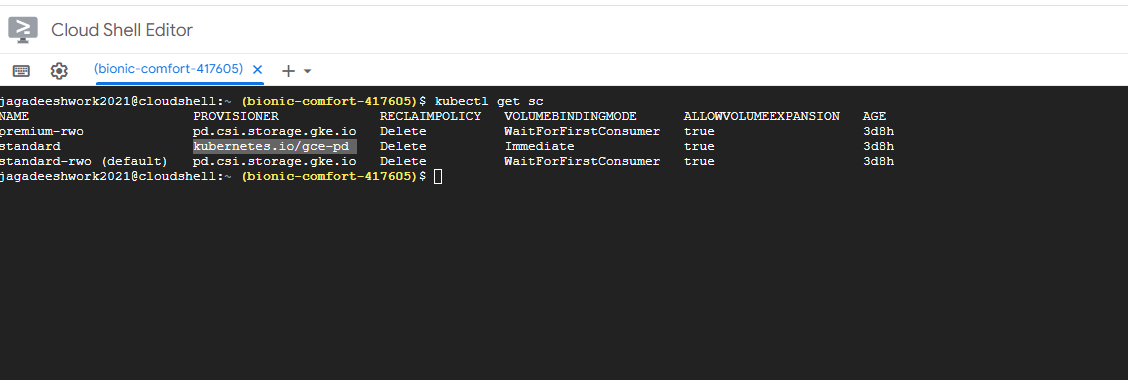 Cloud Shell Editor
(bionic-comfort-417605)
jagadeeshwork2021@cloudshell:~ (bionic-comfort-417605)$ kubectl get sc
NAME PROVISIONER RECLAIMPOLICY VOLUMEBINDINGMODE ALLOWVOLUMEEXPANSION AGE
premium-rwo pd.csi.storage.gke.io Delete WaitForFirstConsumer true 3d8h
standard kubernetes.io/gce-pd Delete Immediate true 3d8h
standard-rwo (default) pd.csi.storage.gke.io Delete WaitForFirstConsumer true 3d8h
jagadeeshwork2021@cloudshell:~ (bionic-comfort-417605)$